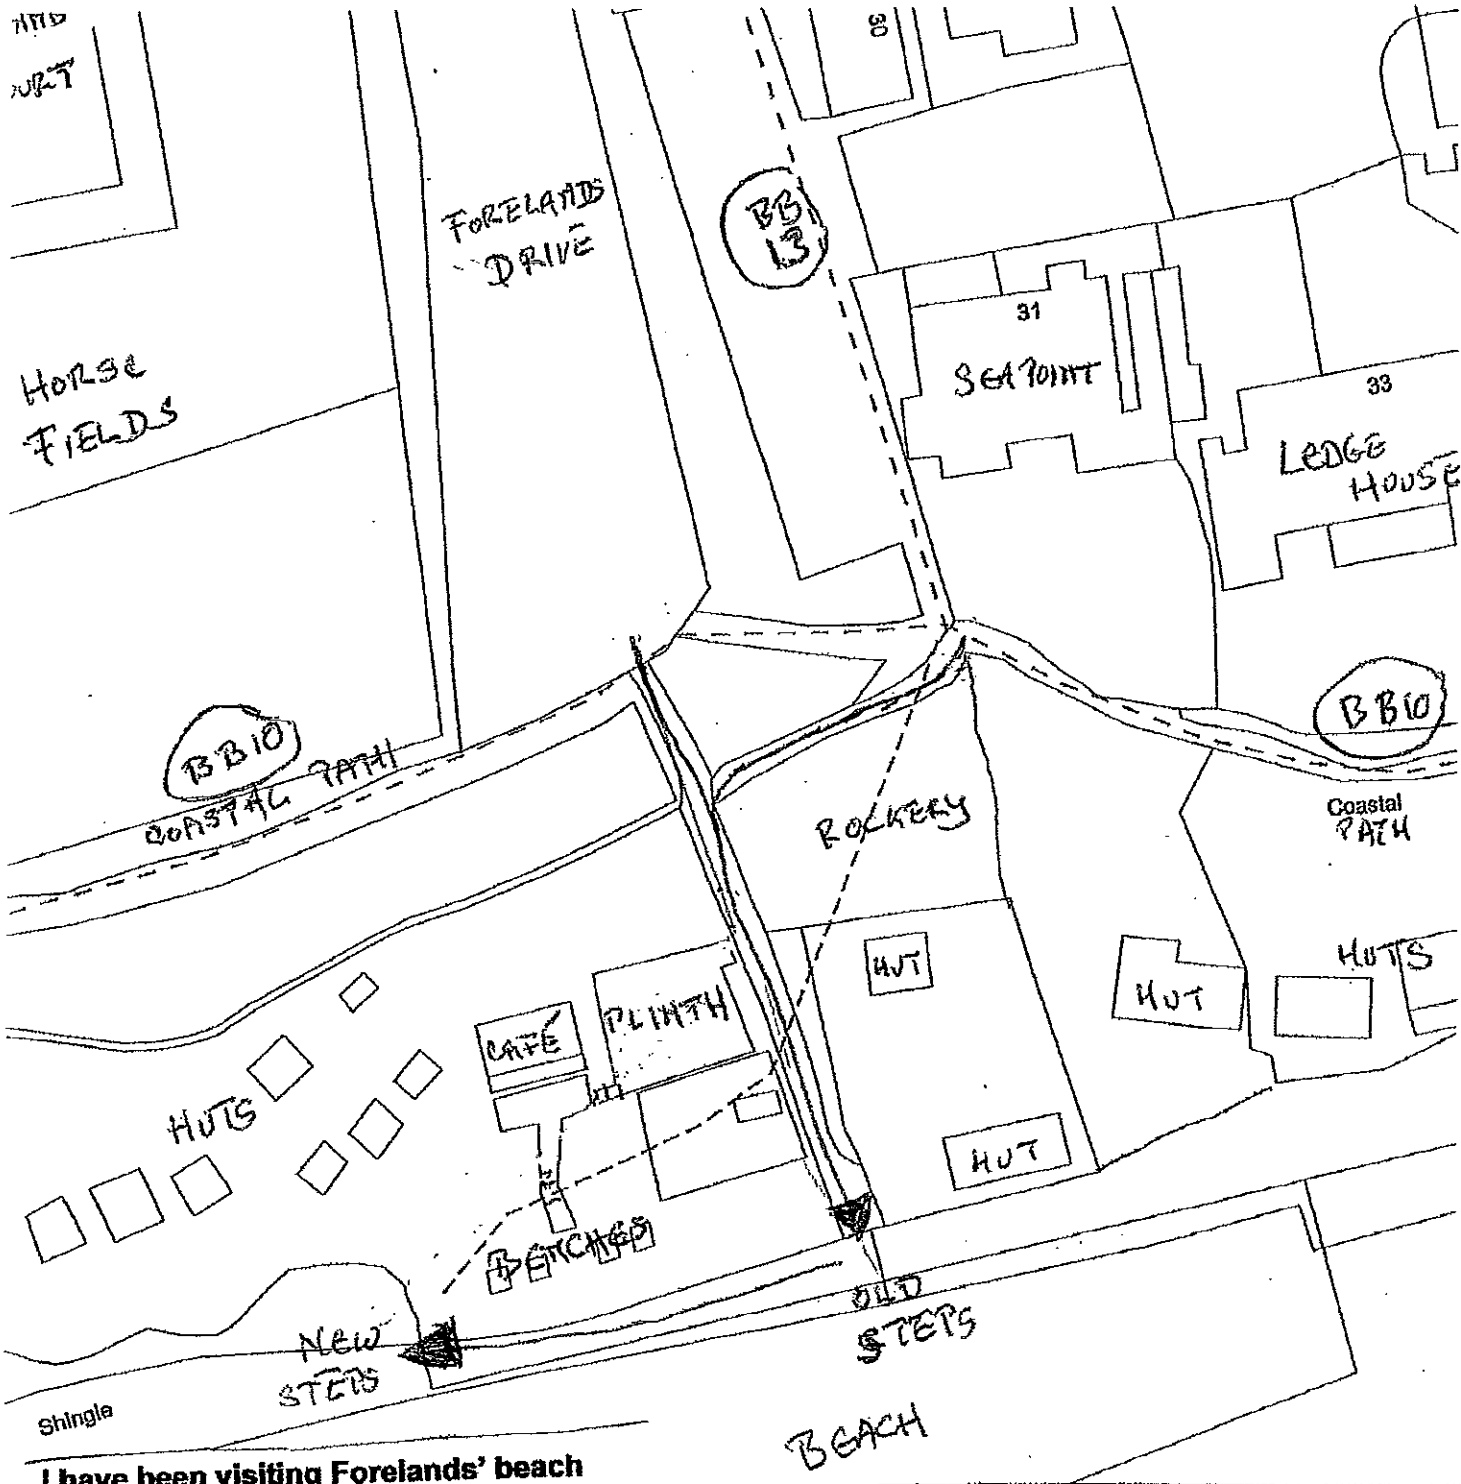 30
FORELANDS
DRIVE
BB
13
31
SEAPOINT
33
LEDGE
HOUSE
HORSE
FIELDS
BB10
COASTAL PATH
BB10
Coastal
PATH
ROCKERY
HUT
HUT
HUTS
PLINTH
CAFÉ
HUTS
HUT
BENCHES
OLD
STEPS
NEW
STEPS
Shingle
BEACH
I have been visiting Forelands' beach